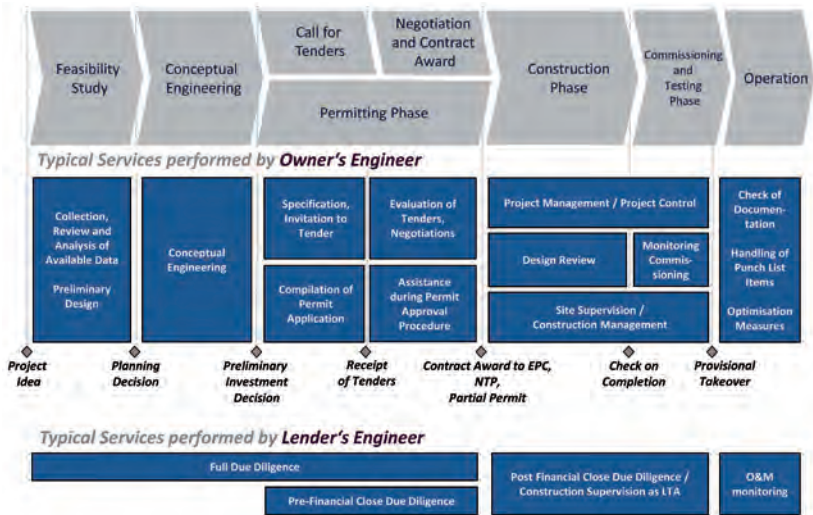 Feasibility
Study
Conceptual
Engineering
Call for
Tenders
Negotiation
and Contract
Award
Permitting Phase
Construction
Phase
Commissioning
and
Testing
Phase
Operation
Typical Services performed by Owner's Engineer
Collection,
Review and
Analysis of
Available Data
Preliminary
Design
Conceptual
Engineering
Specification,
Invitation to
Tender
Evaluation of
Tenders,
Negotiations
Compilation of
Permit
Application
Assistance
during Permit
Approval
Procedure
Project Management / Project Control
Design Review
Monitoring
Commis-
sioning
Site Supervision /
Construction Management
Check of
Documen-
tation
Handling of
Punch List
Items
Optimisation
Measures
Project
Idea
Planning
Decision
Preliminary
Investment
Decision
Receipt
of Tenders
Contract Award to EPC,
NTP,
Partial Permit
Check on
Completion
Provisional
Takeover
Typical Services performed by Lender's Engineer
Full Due Diligence
Pre-Financial Close Due Diligence
Post Financial Close Due Diligence /
Construction Supervision as LTA
O&M
monitoring